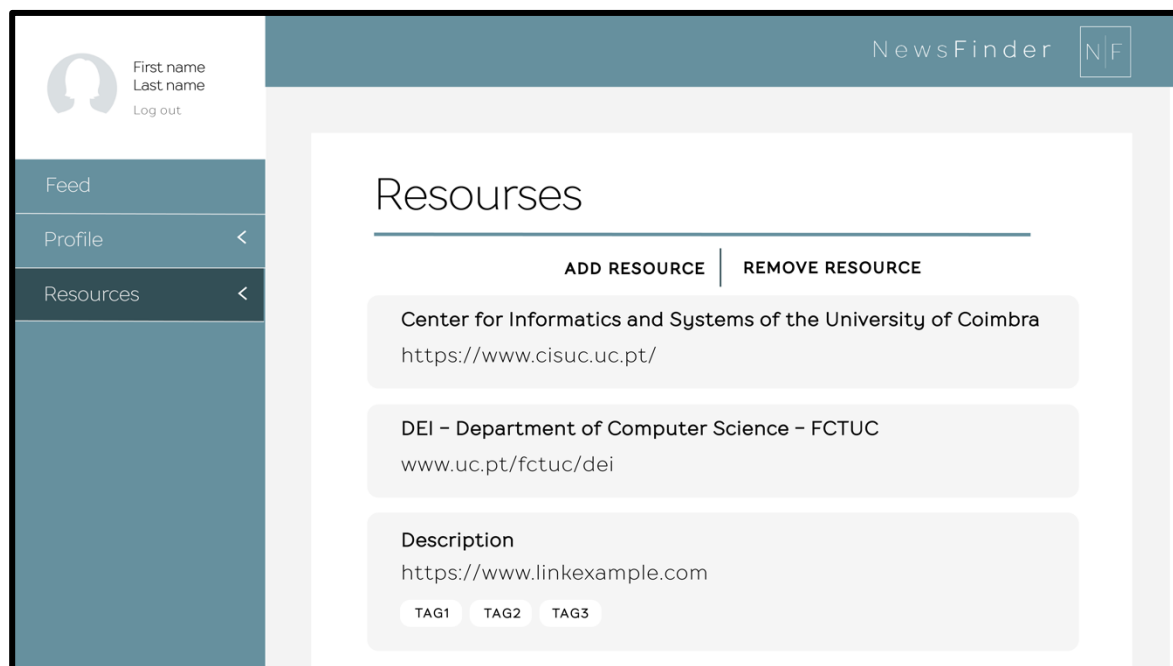 First name
Last name
Log out
NewsFinder
N|F
Feed
Profile
Resources
Resourses
ADD RESOURCE
REMOVE RESOURCE
Center for Informatics and Systems of the University of Coimbra
https://www.cisuc.uc.pt/
DEI – Department of Computer Science – FCTUC
www.uc.pt/fctuc/dei
Description
https://www.linkexample.com
TAG1 TAG2 TAG3